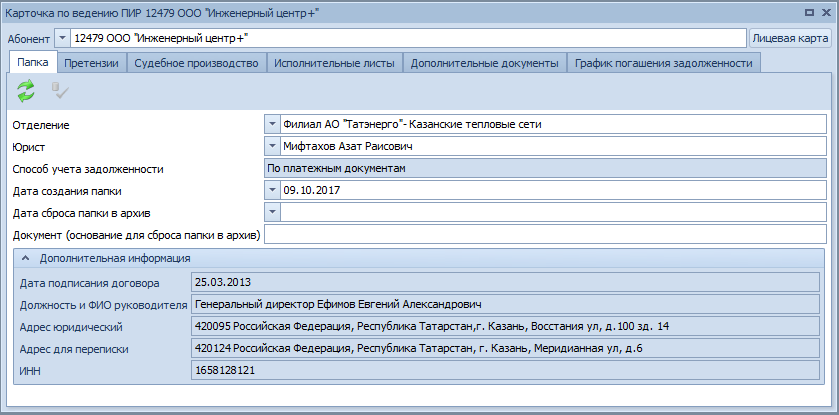 Карточка по ведению ПИР 12479 ООО "Инженерный центр+"
Абонент 12479 ООО "Инженерный центр+" Лицевая карта
Папка Претензии Судебное производство Исполнительные листы Дополнительные документы График погашения задолженности
Отделение Филиал АО "Татэнерго"- Казанские тепловые сети
Юрист Мифтахов Азат Раисович
Способ учета задолженности По платежным документам
Дата создания папки 09.10.2017
Дата сброса папки в архив
Документ (основание для сброса папки в архив)
Дополнительная информация
Дата подписания договора 25.03.2013
Должность и ФИО руководителя Генеральный директор Ефимов Евгений Александрович
Адрес юридический 420095 Российская Федерация, Республика Татарстан,г. Казань, Восстания ул, д.100 зд. 14
Адрес для переписки 420124 Российская Федерация, Республика Татарстан, г. Казань, Меридианная ул, д.6
ИНН 1658128121